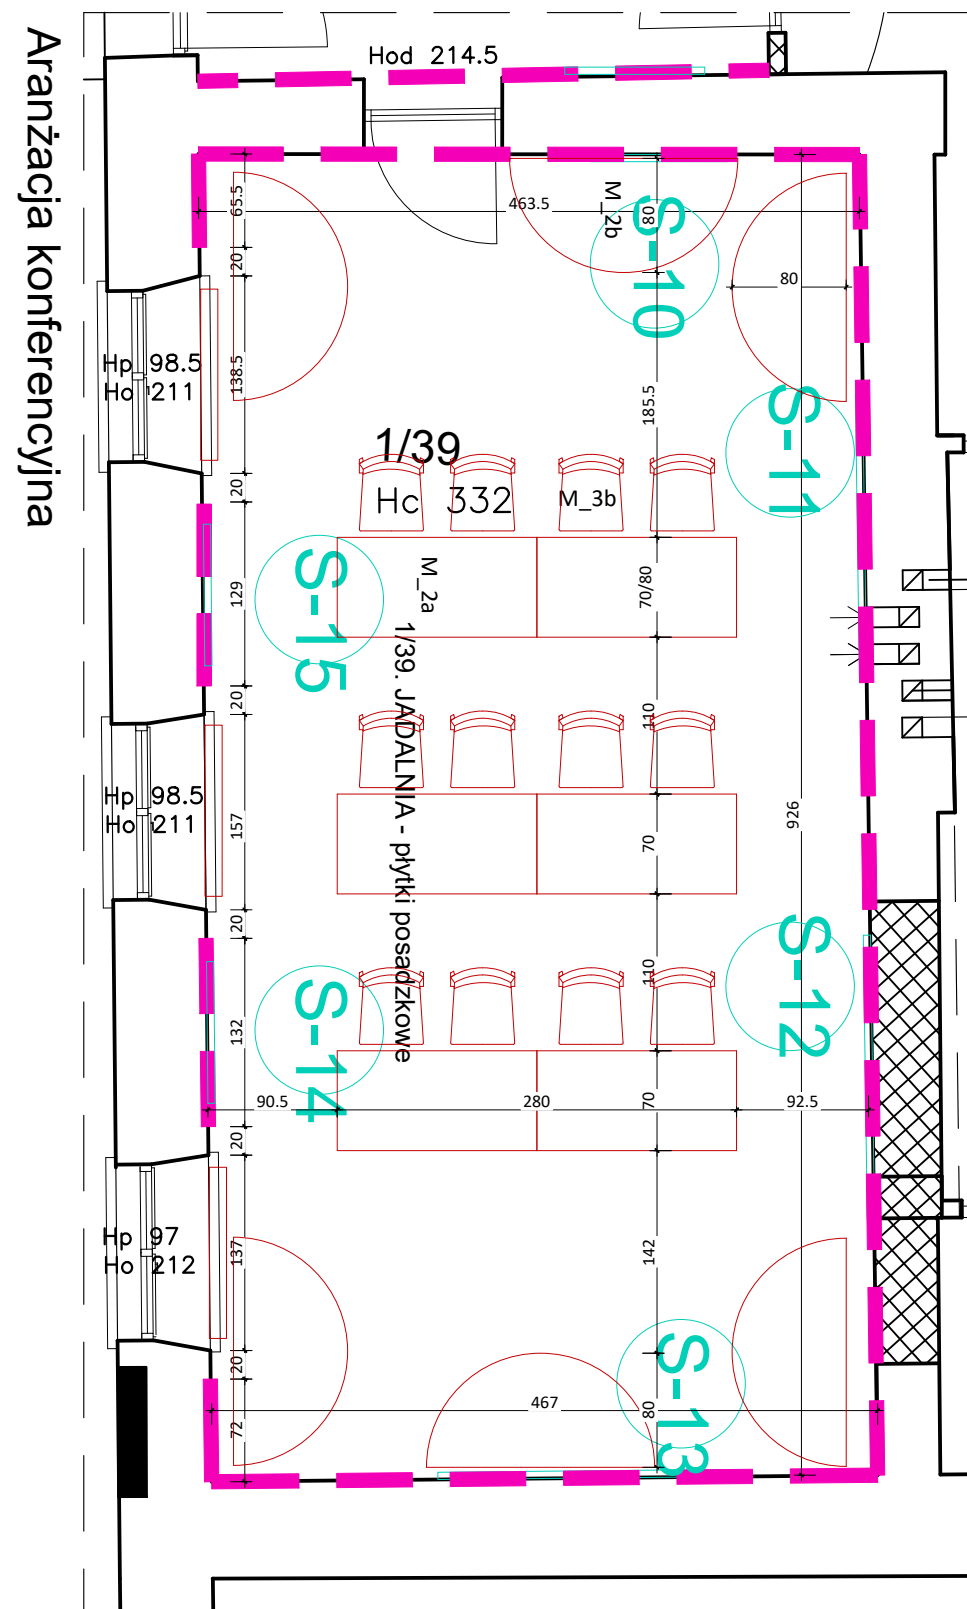 Aranżacja konferencyjna
Hod 214.5
463.5
M_2b
80
S-10
80
65.5
20
138.5
20
129
20
157
20
132
20
137
20
72
Hp 98.5
Ho 211
185.5
S-11
1/39
Hc 332
M_3b
M_2a
70/80
S-15
1/39. JADALNIA - płytki posadzkowe
110
926
Hp 98.5
Ho 211
70
110
S-12
S-14
90.5
280
70
92.5
Hp 97
Ho 212
142
S-13
467
80